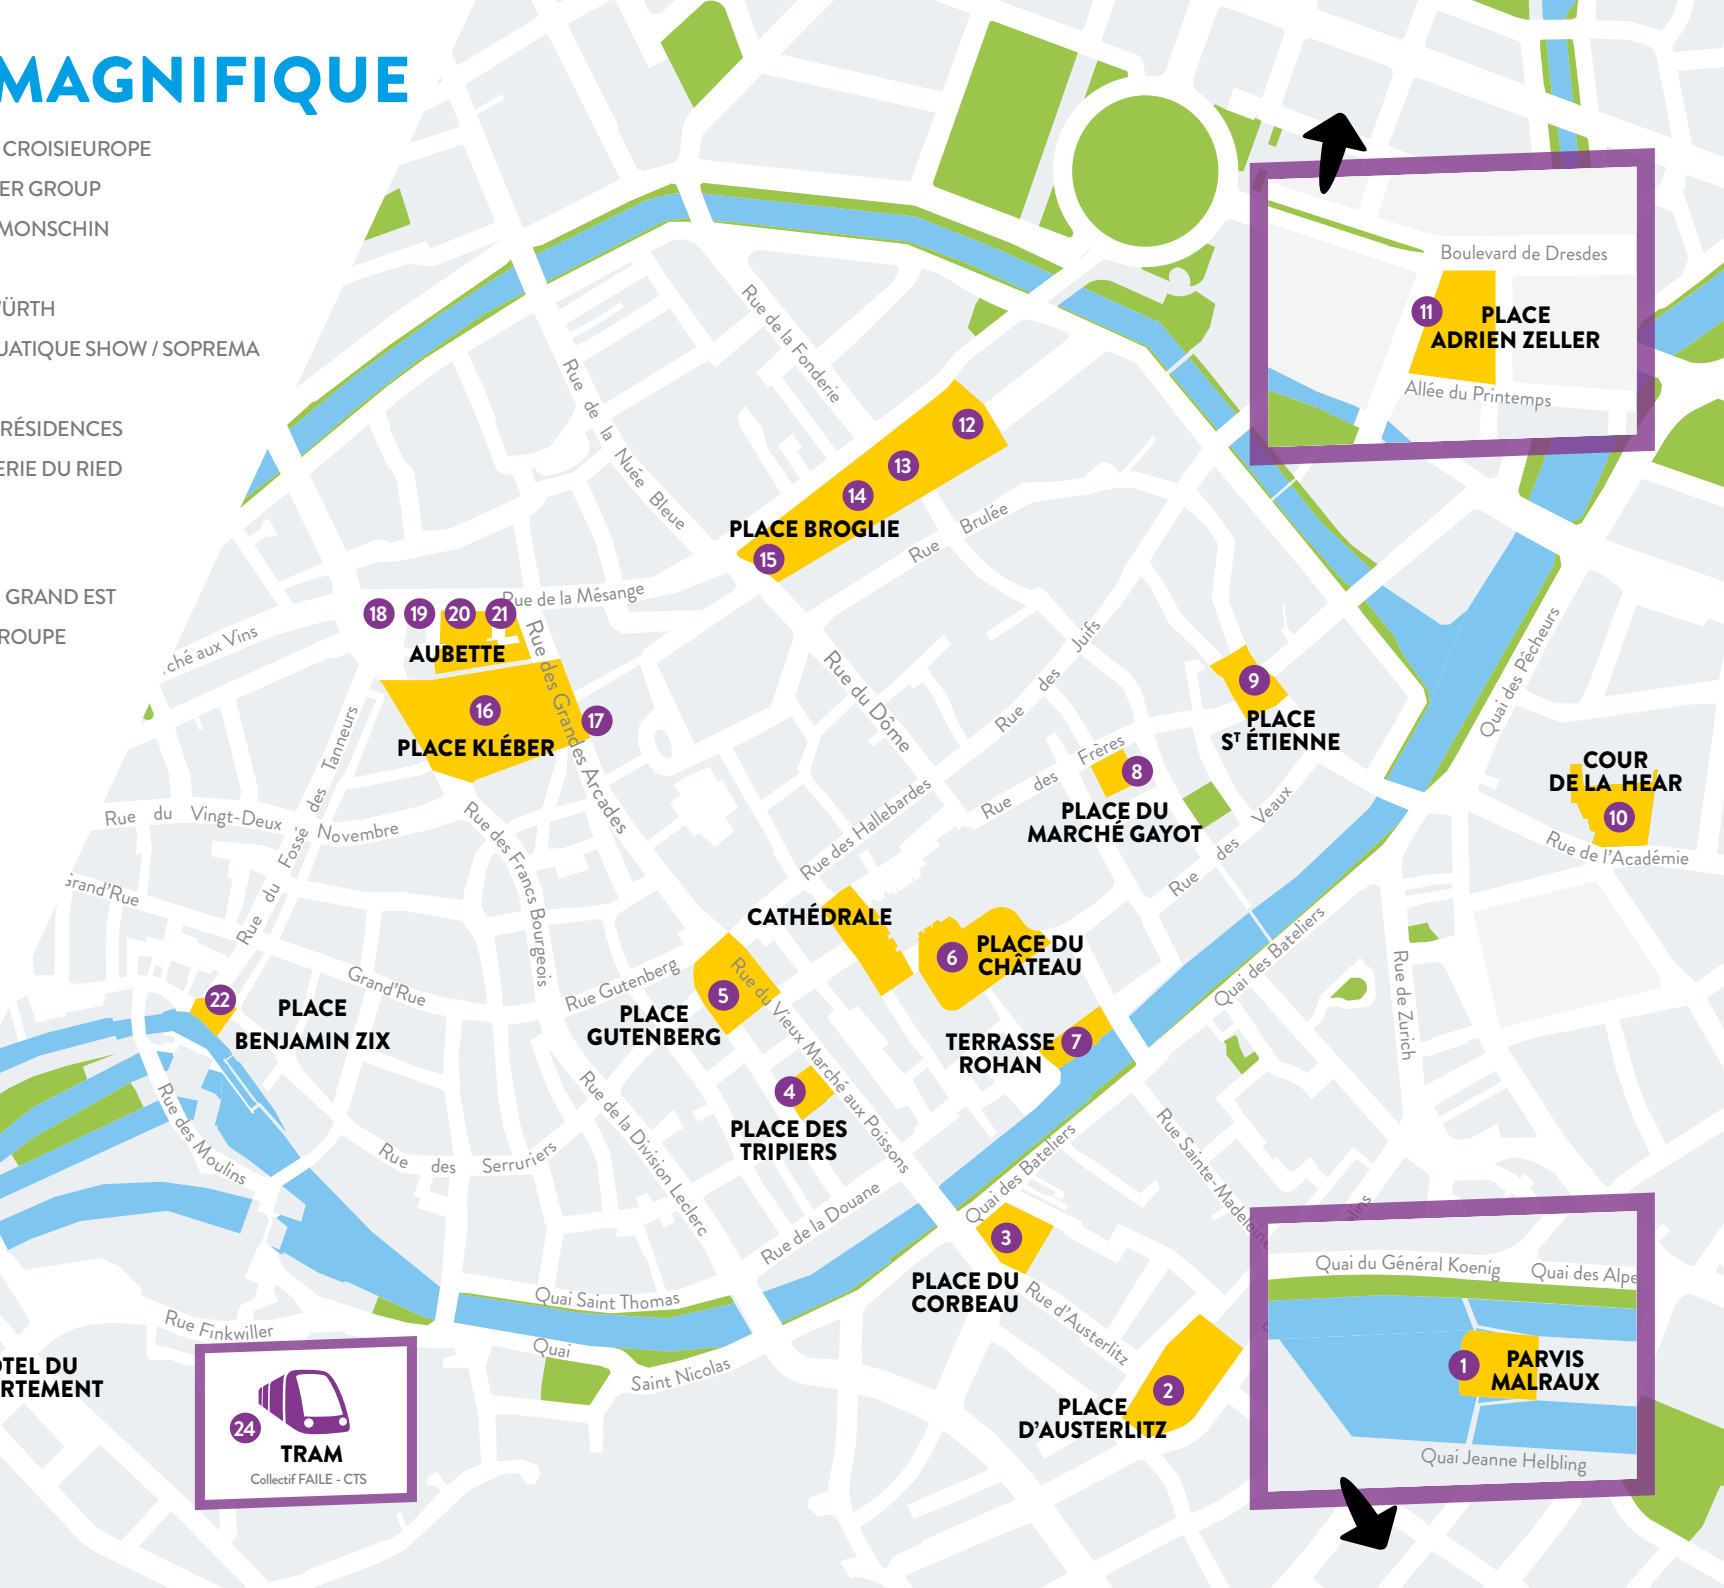 MAGNIFIQUE
CROISIEUROPE
ER GROUP
MONSCHIN
ÜRTH
UATIQUE SHOW / SOPREMA
RÉSIDENCES
ERIE DU RIED
GRAND EST
ROUPE
Boulevard de Dresdes
11
PLACE
ADRIEN ZELLER
Allée du Printemps
Rue de la Fonderie
Rue de la Nuée Bleue
12
13
14
PLACE BROGLIE
15
Rue Brulée
Rue de la Mésange
18 19 20 21
AUBETTE
ché aux Vins
Rue des Grandes Arcades
16
17
PLACE KLÉBER
Rue du Fossé des Tanneurs
Rue du Vingt-Deux Novembre
Rue des Francs Bourgeois
Rue du Dôme
Rue des Juifs
9
PLACE
ST ÉTIENNE
Quai des Pêcheurs
COUR
DE LA HEAR
10
Rue de l'Académie
Rue des Frères
8
PLACE DU
MARCHÉ GAYOT
Rue des Veaux
Rue des Hallebardes
CATHÉDRALE
6
PLACE DU
CHÂTEAU
Grand'Rue
Grand'Rue
22
PLACE
BENJAMIN ZIX
Rue Gutenberg
5
PLACE
GUTENBERG
Rue du Vieux Marché aux Poissons
TERRASSE
ROHAN
7
Quai des Bateliers
Rue de Zurich
4
PLACE DES
TRIPIERS
Rue des Moulins
Rue des Serruriers
Rue de la Division Leclerc
Rue de la Douane
Quai des Bateliers
Rue Sainte-Madeleine
3
PLACE DU
CORBEAU
Rue d'Austerlitz
2
PLACE
D'AUSTERLITZ
Quai Saint Thomas
Quai
Saint Nicolas
Rue Finkwiller
TEL DU
RTEMENT
24
TRAM
Collectif FAILE - CTS
Quai du Général Koenig
Quai des Alpe
1
PARVIS
MALRAUX
Quai Jeanne Helbling